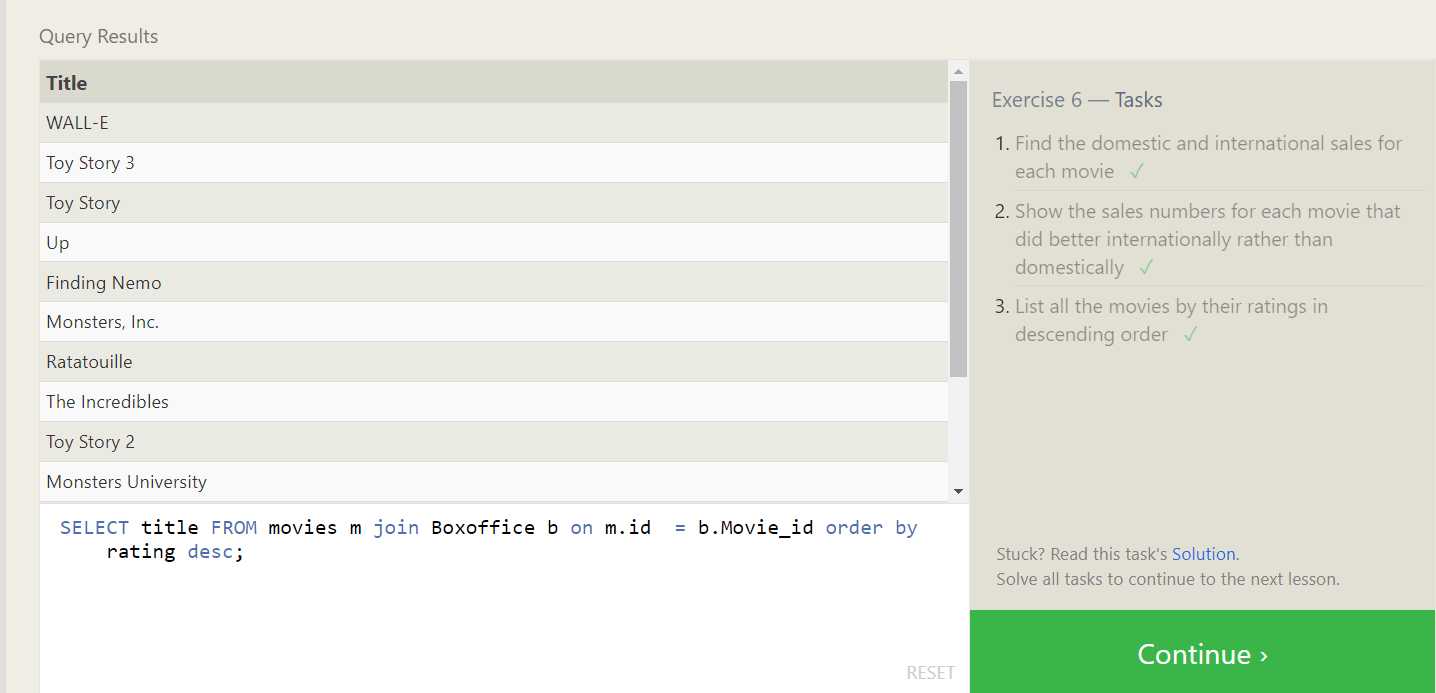 Query Results
Title
WALL-E
Toy Story 3
Toy Story
Up
Finding Nemo
Monsters, Inc.
Ratatouille
The Incredibles
Toy Story 2
Monsters University
SELECT title FROM movies m join Boxoffice b on m.id  = b.Movie_id order by
rating desc;
RESET
Exercise 6 — Tasks
1. Find the domestic and international sales for
each movie ✓
2. Show the sales numbers for each movie that
did better internationally rather than
domestically ✓
3. List all the movies by their ratings in
descending order ✓
Stuck? Read this task's Solution.
Solve all tasks to continue to the next lesson.
Continue ›